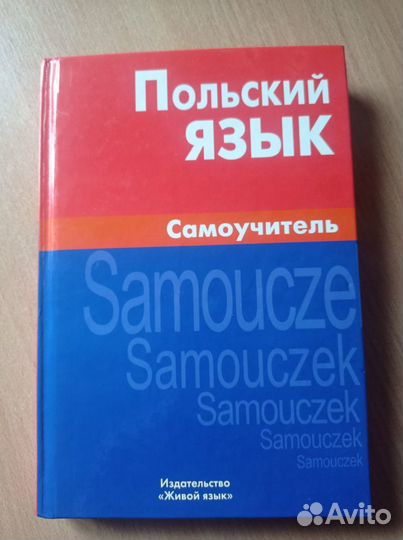 Польский
язык
Самоучитель
Samoucze
Samouczek
Samouczek
Samouczek
Samouczek
Издательство
«Живой язык»
Avito